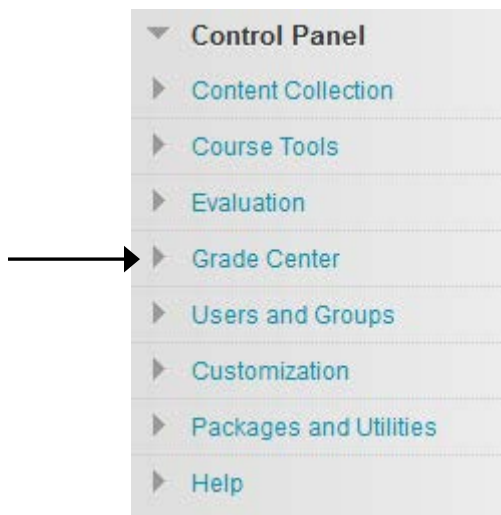 Control Panel
Content Collection
Course Tools
Evaluation
Grade Center
Users and Groups
Customization
Packages and Utilities
Help